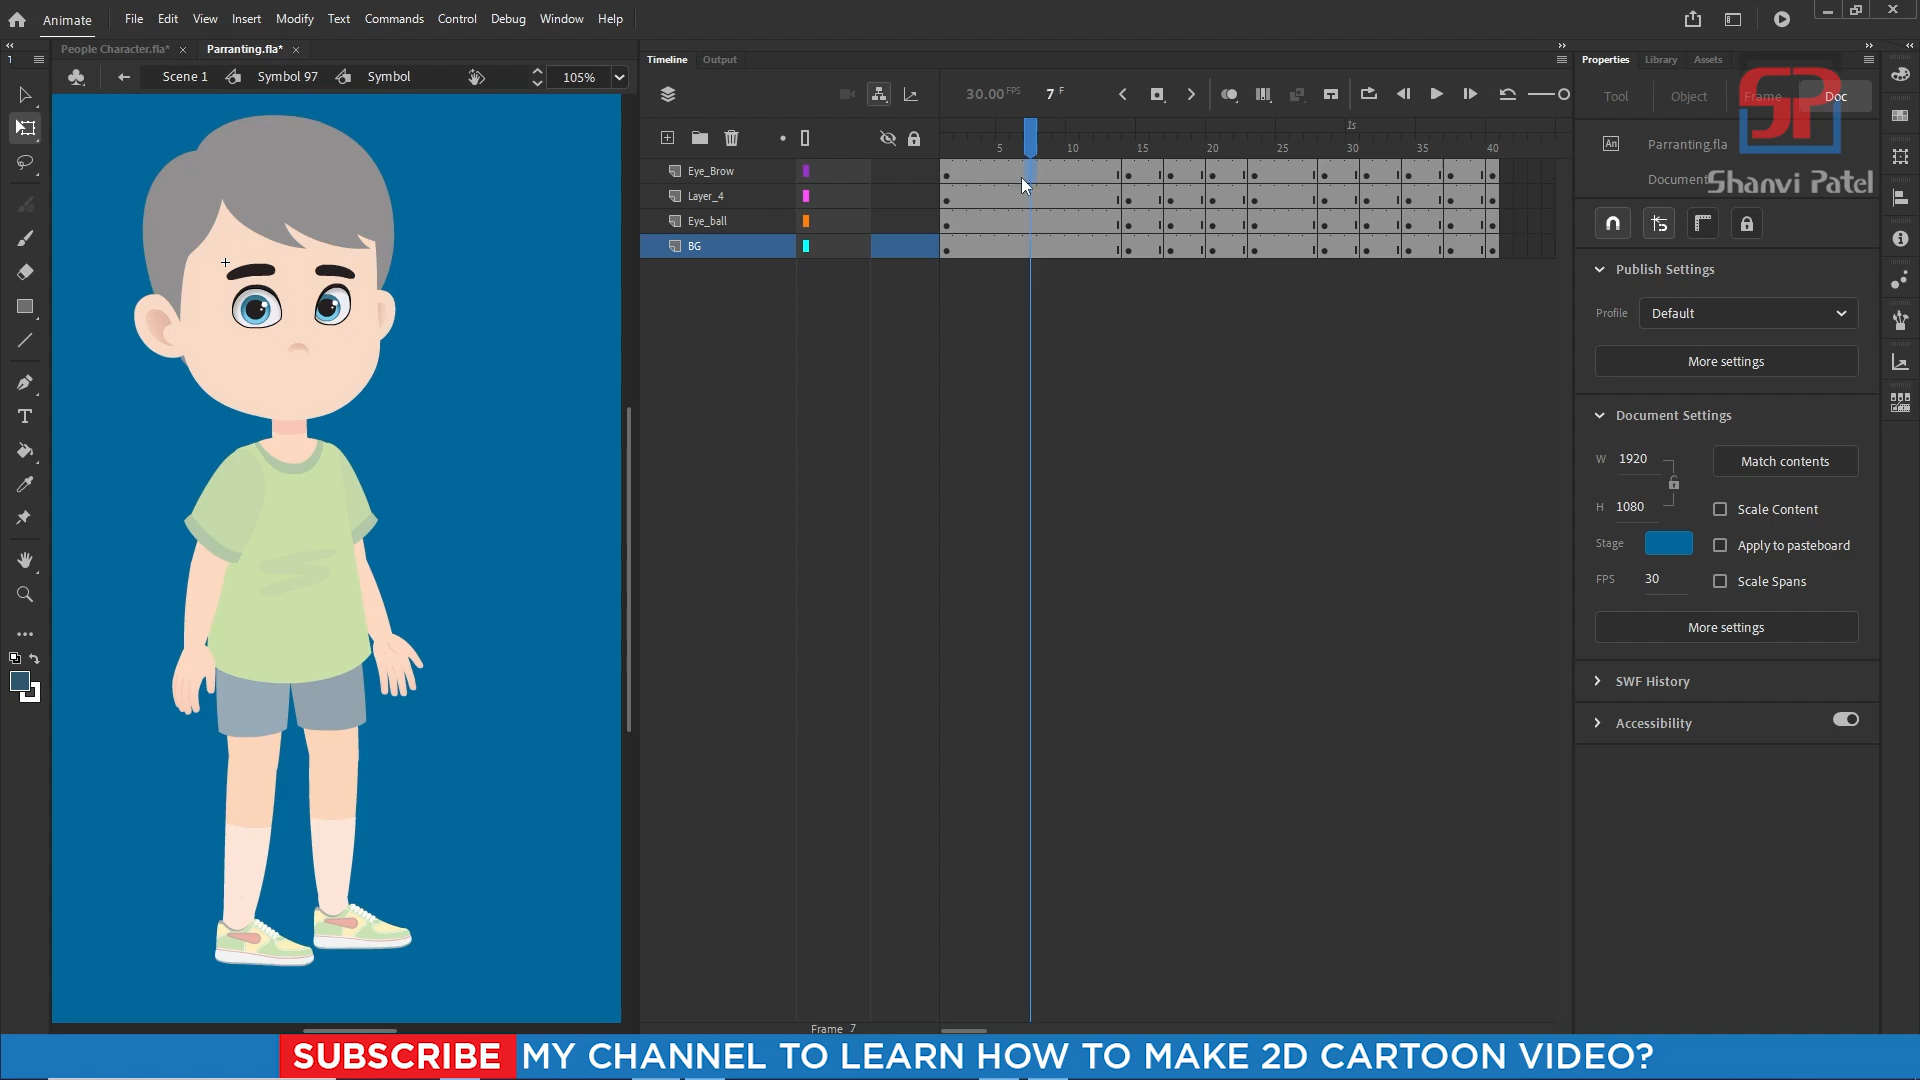 Animate File Edit View Insert Modify Text Commands Control Debug Window Help
People Character.fla* × Parranting.fla* ×
Timeline Output
Properties Library Assets
Scene 1 Symbol 97 Symbol 105%
30.00 FPS 7 F
Tool Object Frame Doc
SP
1s
5 10 15 20 25 30 35 40
An Parranting.fla
Document
Shanvi Patel
Eye_Brow
Layer_4
Eye_ball
BG
Publish Settings
Profile Default
More settings
Document Settings
W 1920 Match contents
H 1080 Scale Content
Stage Apply to pasteboard
FPS 30 Scale Spans
More settings
SWF History
Accessibility
Frame 7
SUBSCRIBE MY CHANNEL TO LEARN HOW TO MAKE 2D CARTOON VIDEO?